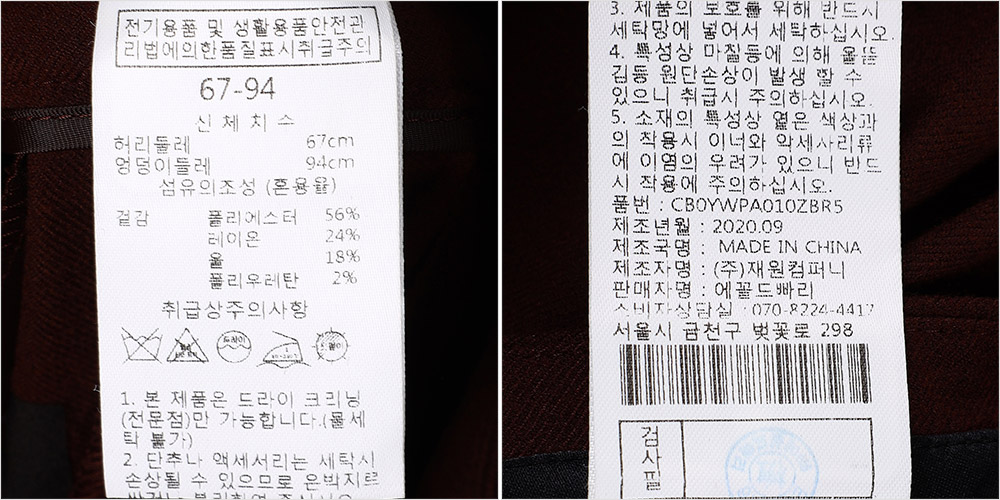 전기용품 및 생활용품안전관
리법에의한품질표시취급주의
67-94
신체치수
허리둘레 67cm
엉덩이둘레 94cm
섬유의조성 (혼용율)
겉감 폴리에스터 56%
레이온 24%
울 18%
폴리우레탄 2%
취급상주의사항
드라이
1. 본 제품은 드라이 크리닝
(전문점)만 가능합니다.(물세
탁 불가)
2. 단추나 액세서리는 세탁시
손상될 수 있으므로 은박지트
3. 제품의 보호를 위해 반드시
세탁망에 넣어서 세탁하십시오.
4. 특성상 마찰등에 의해 올뜯
김등 원단손상이 발생 할 수
있으니 취급시 주의하십시오.
5. 소재의 특성상 옅은 색상과
의 착용시 이너와 악세사리류
에 이염의 우려가 있으니 반드
시 착용에 주의하십시오.
품번 : CB0YWPA010ZBR5
제조년월 : 2020.09
제조국명 : MADE IN CHINA
제조자명 : (주)재원컴퍼니
판매자명 : 에꼴드빠리
소비자상담실 : 070-8224-4417
서울시 금천구 벚꽃로 298
검사필